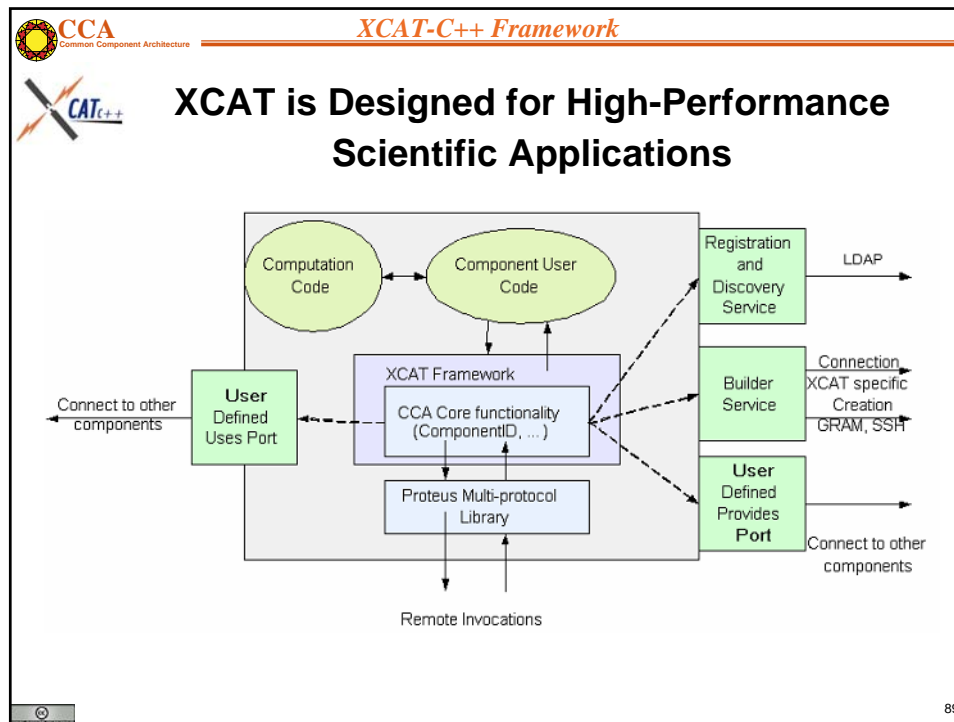 CCA
Common Component Architecture
XCAT-C++ Framework
CAT C++
XCAT is Designed for High-Performance
Scientific Applications
Computation
Code
Component User
Code
Registration
and
Discovery
Service
LDAP
XCAT Framework
CCA Core functionality
(ComponentID, ... )
User
Defined
Uses Port
Connect to other
components
Builder
Service
Connection
XCAT specific
Creation
GRAM, SSH
Proteus Multi-protocol
Library
User
Defined
Provides
Port
Connect to other
components
Remote Invocations
cc
89